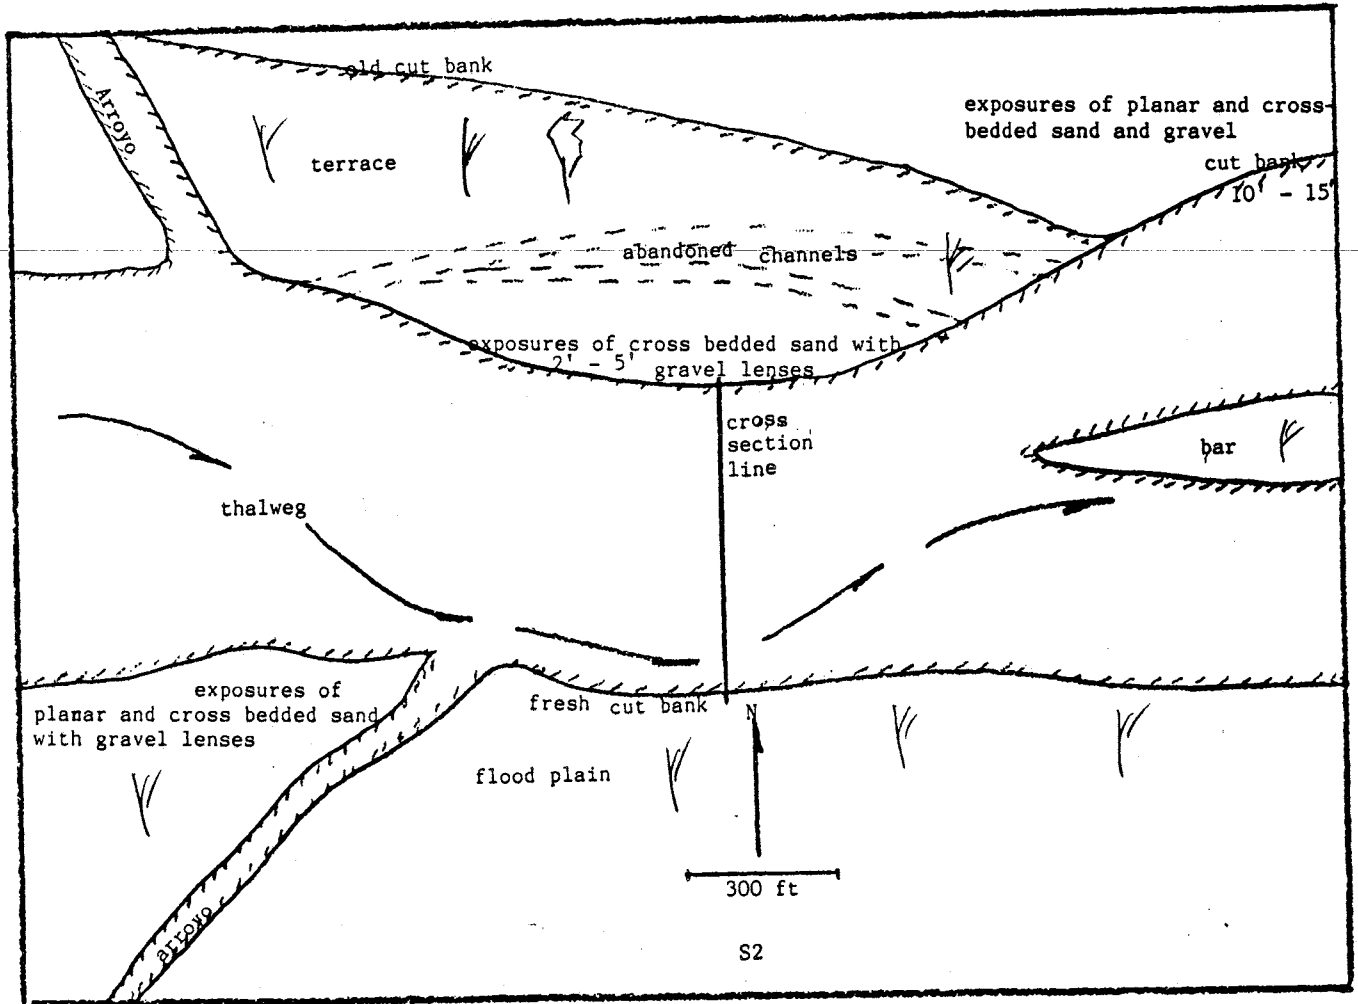 old cut bank
Arroyo
exposures of planar and cross-
bedded sand and gravel
terrace
cut bank
10' - 15'
abandoned channels
exposures of cross bedded sand with
2' - 5' gravel lenses
cross
section
line
bar
thalweg
exposures of
planar and cross bedded sand
with gravel lenses
fresh cut bank
N
flood plain
300 ft
arroyo
S2